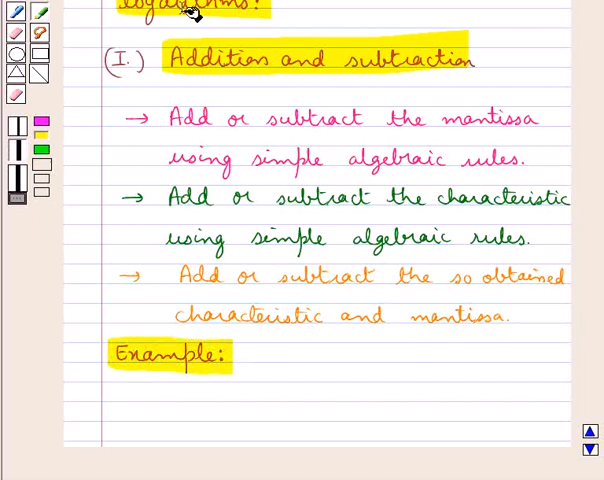 logarithms:
(I.) Addition and subtraction
→ Add or subtract the mantissa
using simple algebraic rules.
→ Add or subtract the characteristic
using simple algebraic rules.
→ Add or subtract the so obtained
characteristic and mantissa.
Example: